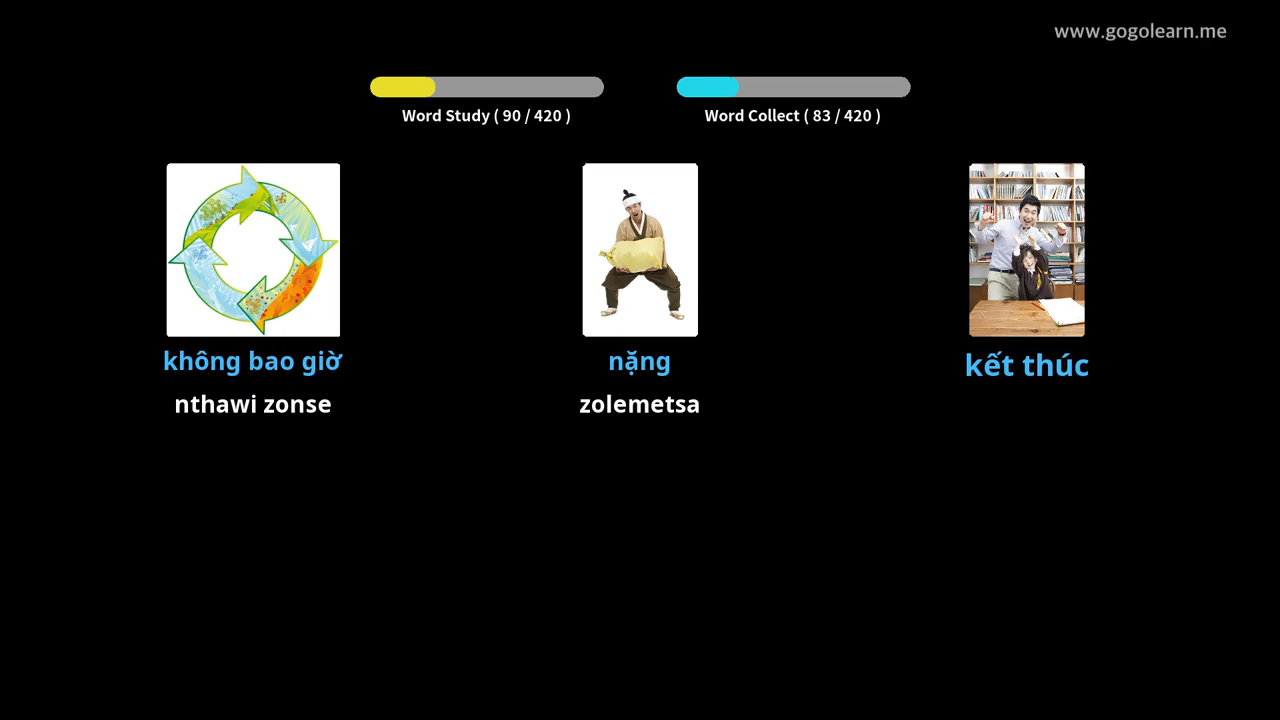 www.gogolearn.me
Word Study ( 90 / 420 )
Word Collect ( 83 / 420 )
không bao giờ
nặng
kết thúc
nthawi zonse
zolemetsa